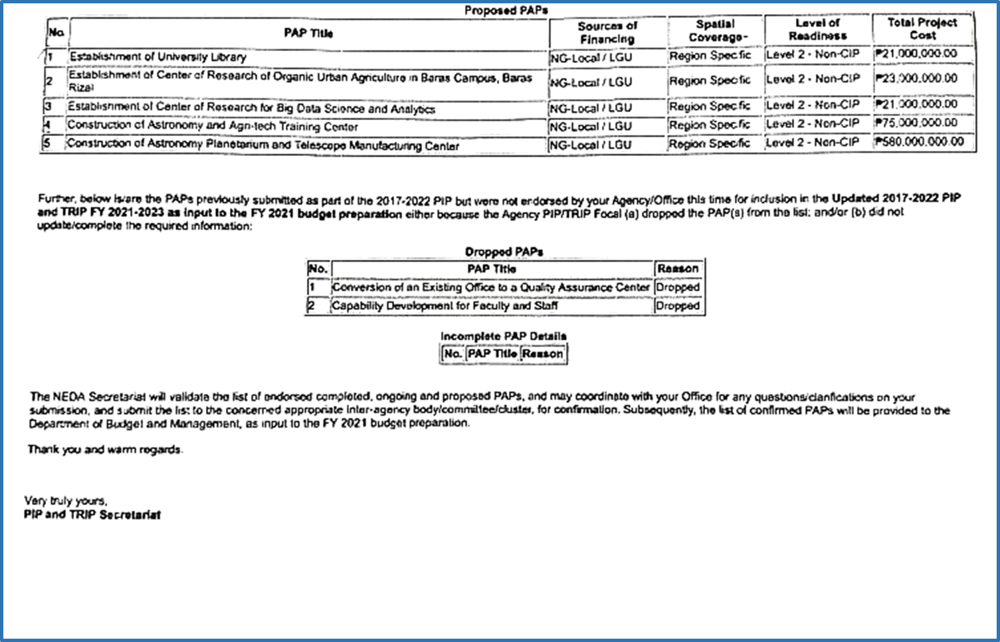 Proposed PAPs
No. PAP Title Sources of Financing Spatial Coverage- Level of Readiness Total Project Cost
1 Establishment of University Library NG-Local / LGU Region Specific Level 2 - Non-CIP ₱21,000,000.00
2 Establishment of Center of Research of Organic Urban Agriculture in Baras Campus, Baras Rizal NG-Local / LGU Region Specific Level 2 - Non-CIP ₱23,000,000.00
3 Establishment of Center of Research for Big Data Science and Analytics NG-Local / LGU Region Specific Level 2 - Non-CIP ₱21,000,000.00
4 Construction of Astronomy and Agri-tech Training Center NG-Local / LGU Region Specific Level 2 - Non-CIP ₱75,000,000.00
5 Construction of Astronomy Planetarium and Telescope Manufacturing Center NG-Local / LGU Region Specific Level 2 - Non-CIP ₱580,000,000.00
Further, below is/are the PAPs previously submitted as part of the 2017-2022 PIP but were not endorsed by your Agency/Office this time for inclusion in the Updated 2017-2022 PIP
and TRIP FY 2021-2023 as input to the FY 2021 budget preparation either because the Agency PIP/TRIP Focal (a) dropped the PAP(s) from the list; and/or (b) did not
update/complete the required information:
Dropped PAPs
No. PAP Title Reason
1 Conversion of an Existing Office to a Quality Assurance Center Dropped
2 Capability Development for Faculty and Staff Dropped
Incomplete PAP Details
No. PAP Title Reason
The NEDA Secretariat will validate the list of endorsed completed, ongoing and proposed PAPs, and may coordinate with your Office for any questions/clarifications on your
submission, and submit the list to the concerned appropriate inter-agency body/committee/cluster, for confirmation. Subsequently, the list of confirmed PAPs will be provided to the
Department of Budget and Management, as input to the FY 2021 budget preparation.
Thank you and warm regards.
Very truly yours,
PIP and TRIP Secretariat